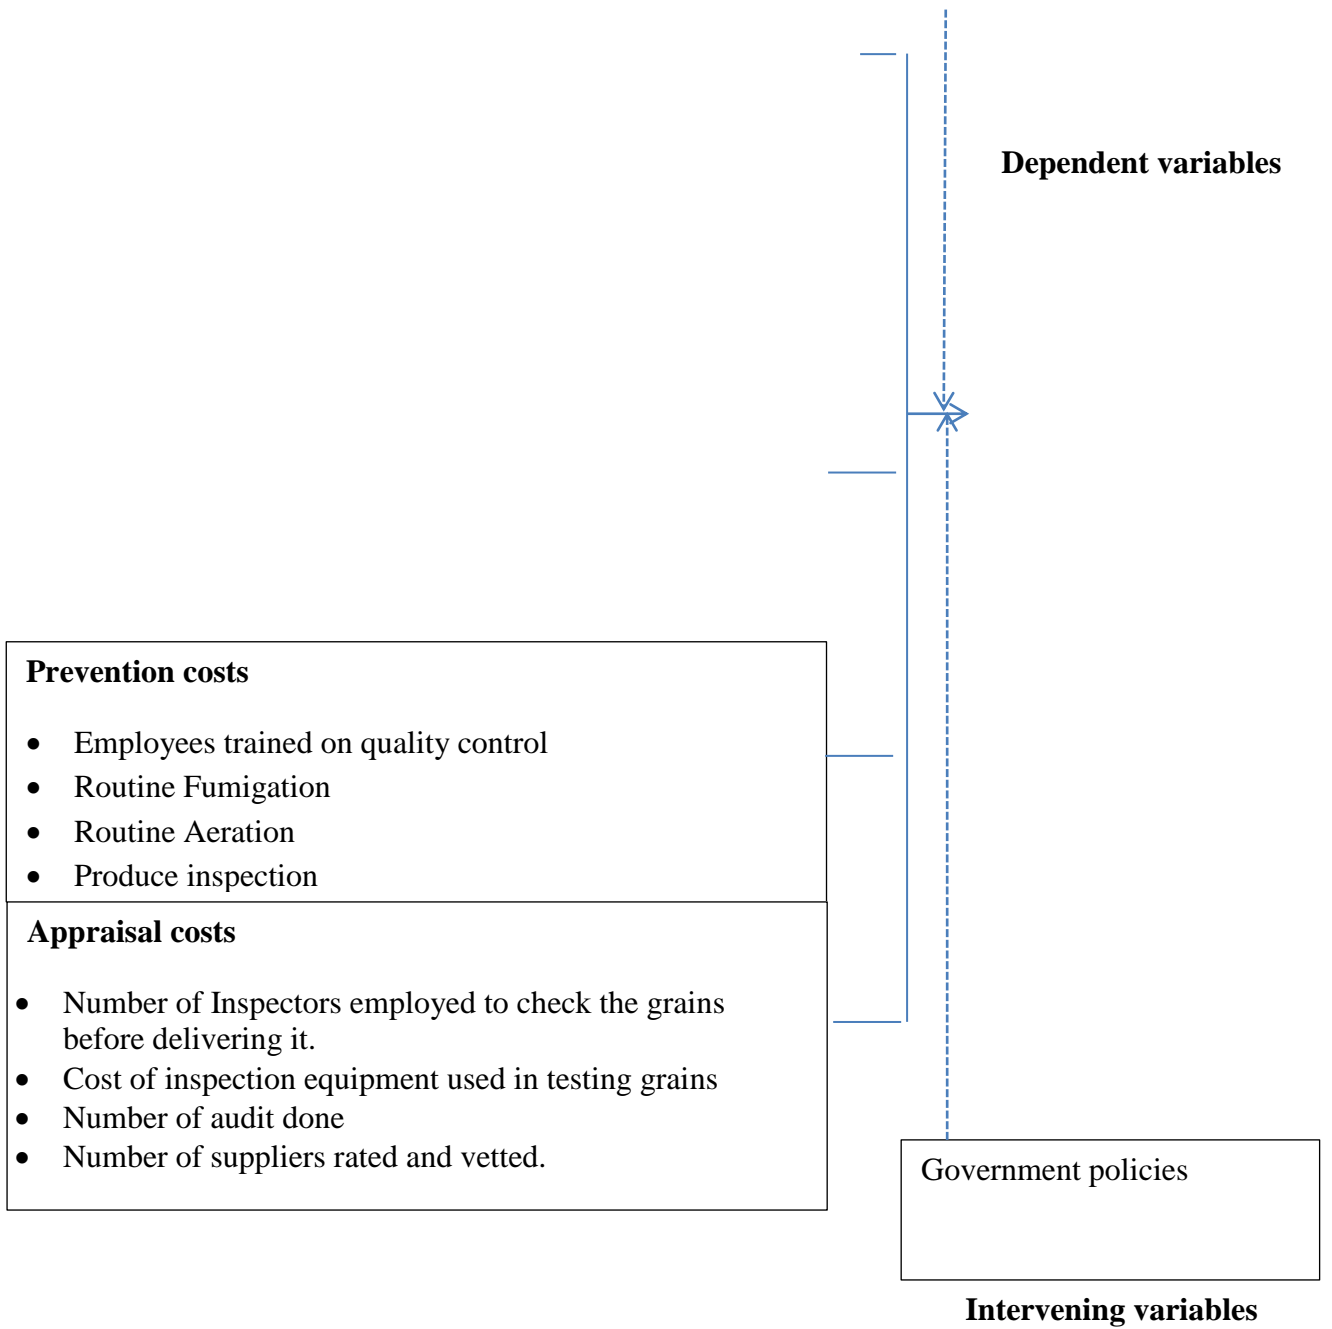 Dependent variables
Prevention costs
• Employees trained on quality control
• Routine Fumigation
• Routine Aeration
• Produce inspection
Appraisal costs
• Number of Inspectors employed to check the grains
before delivering it.
• Cost of inspection equipment used in testing grains
• Number of audit done
• Number of suppliers rated and vetted.
Government policies
Intervening variables